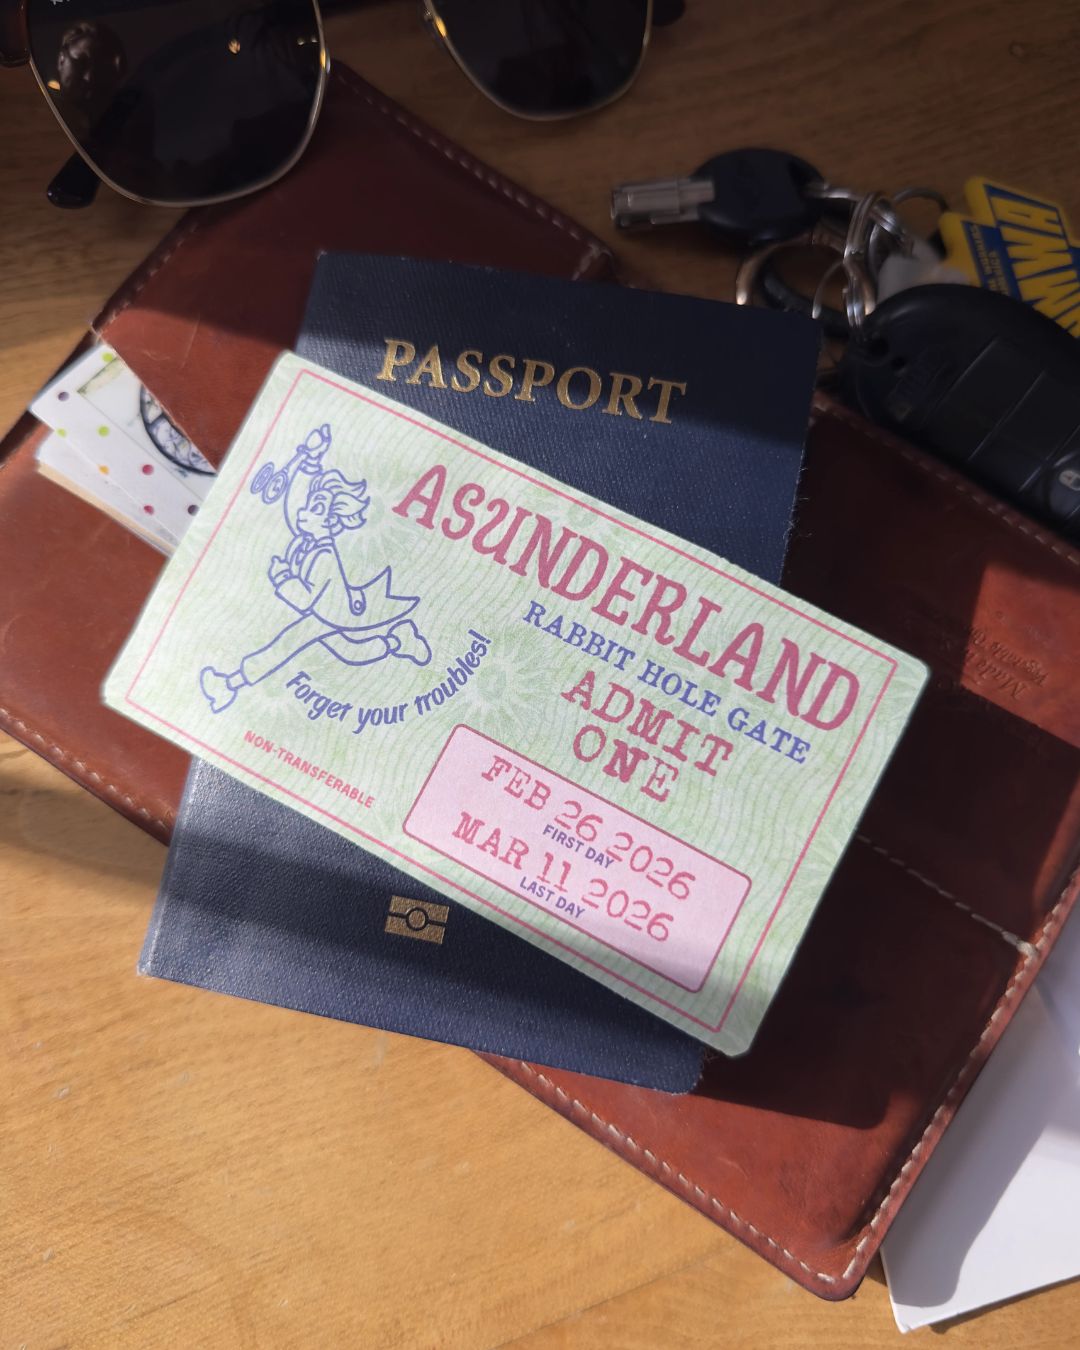 PASSPORT
ASUNDERLAND
RABBIT HOLE GATE
ADMIT
ONE
Forget your troubles!
NON-TRANSFERABLE
FEB 26 2026
FIRST DAY
MAR 11 2026
LAST DAY
MWA